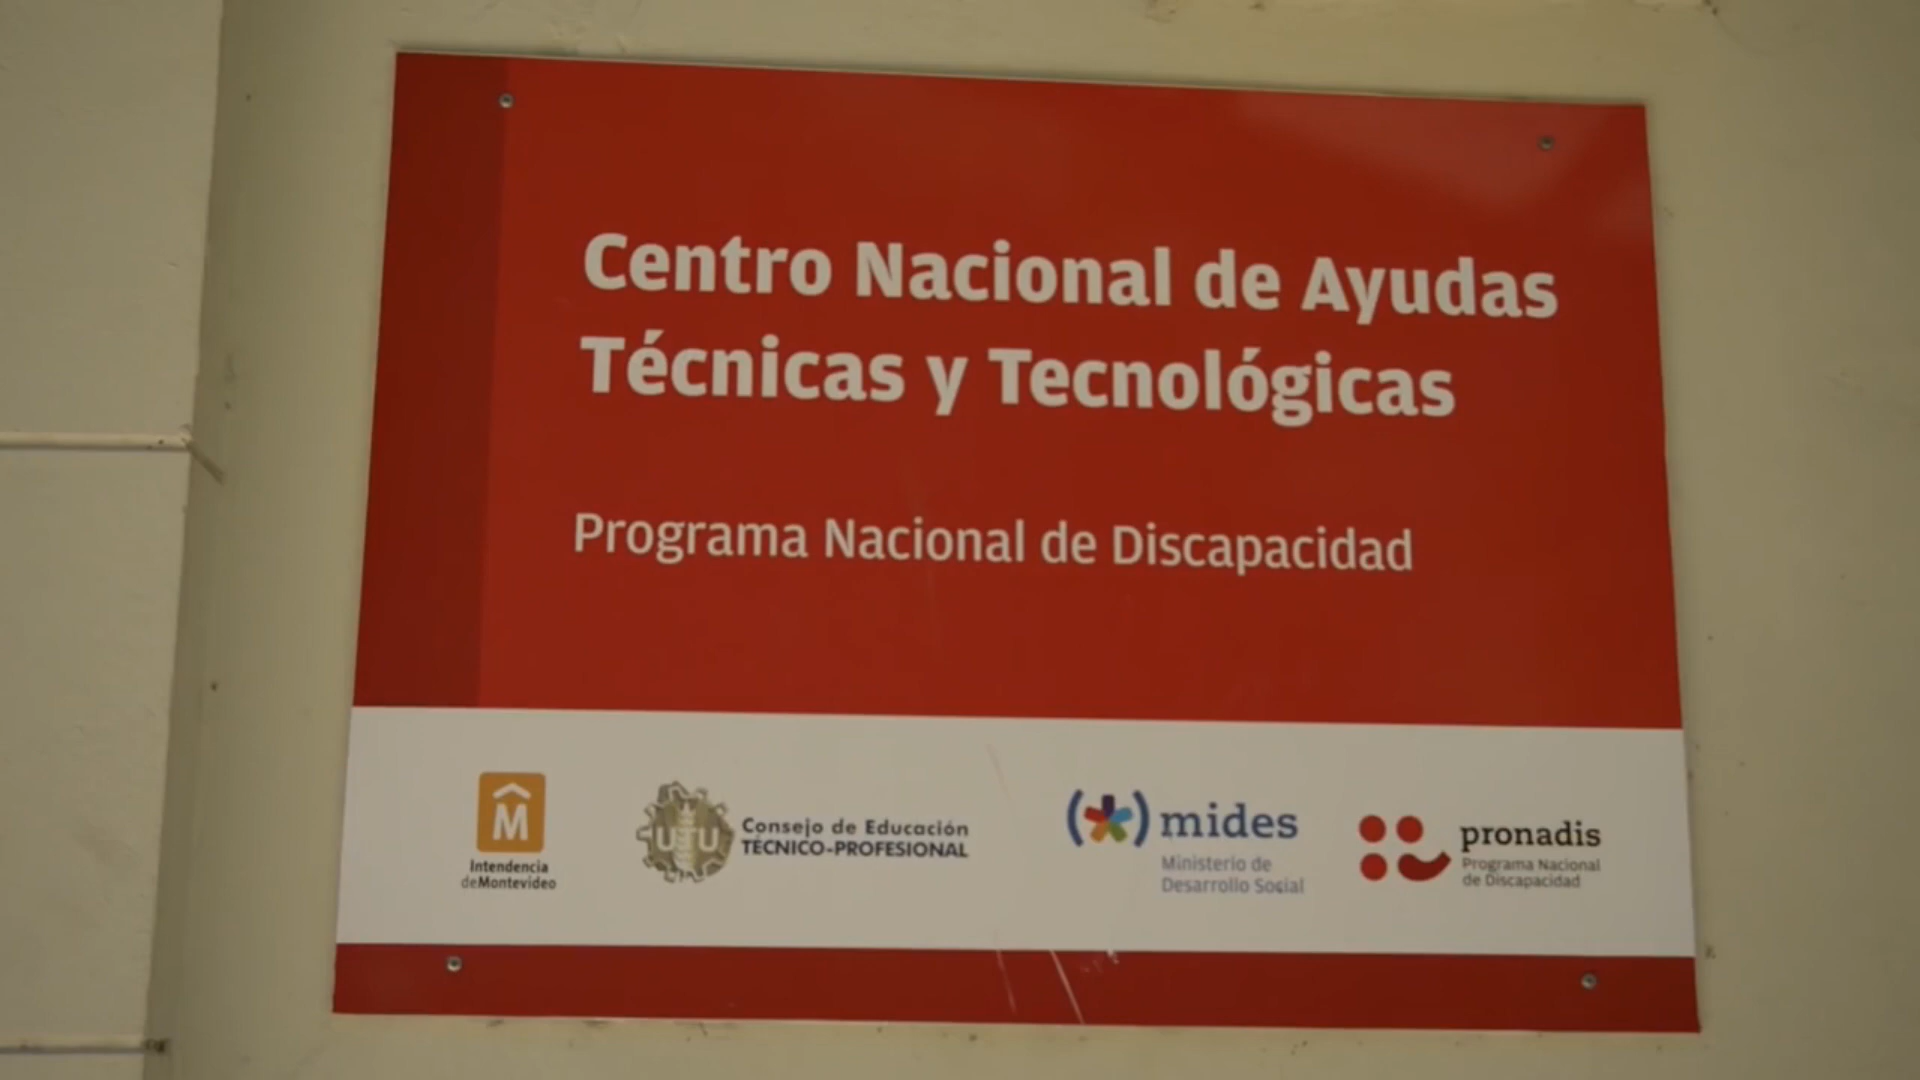 Centro Nacional de Ayudas
Técnicas y Tecnológicas
Programa Nacional de Discapacidad
M
Intendencia
deMontevideo
UTU
Consejo de Educación
TÉCNICO-PROFESIONAL
mides
Ministerio de
Desarrollo Social
pronadis
Programa Nacional
de Discapacidad